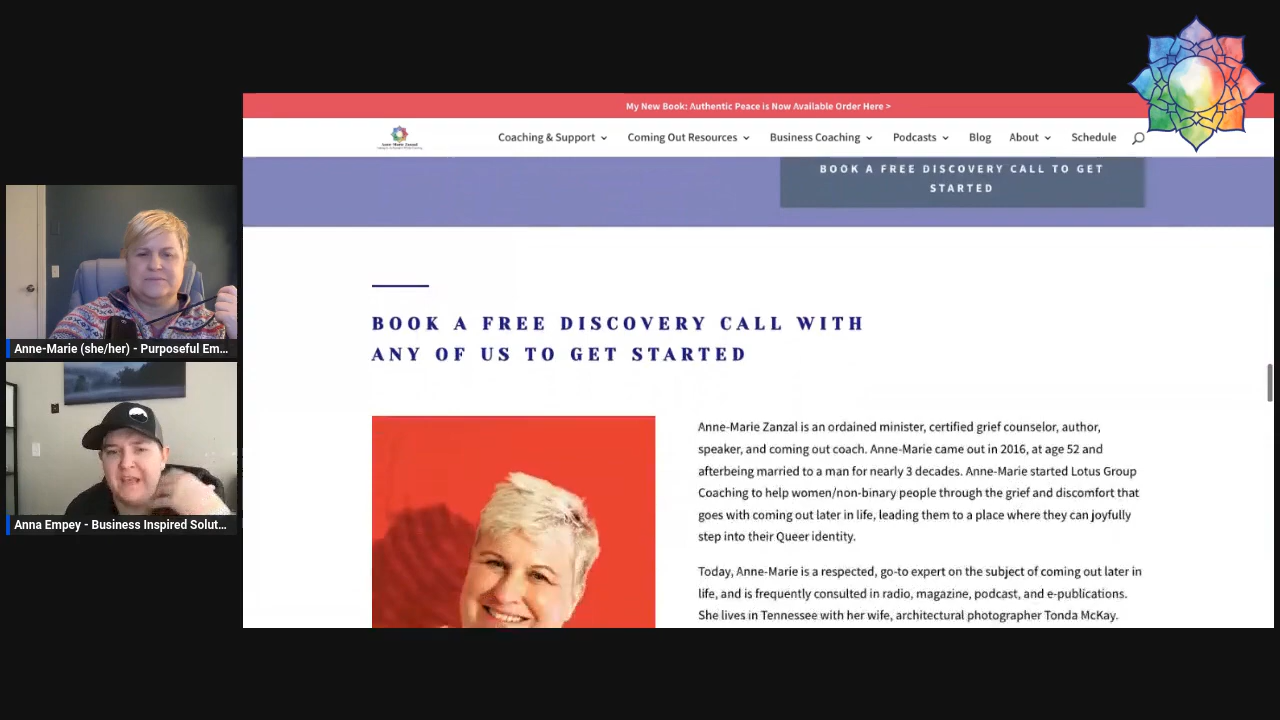 My New Book: Authentic Peace is Now Available Order Here >
Anne Marie Zanzal
Coaching & Support
Coming Out Resources
Business Coaching
Podcasts
Blog
About
Schedule
BOOK A FREE DISCOVERY CALL TO GET
STARTED
BOOK A FREE DISCOVERY CALL WITH
ANY OF US TO GET STARTED
Anne-Marie Zanzal is an ordained minister, certified grief counselor, author,
speaker, and coming out coach. Anne-Marie came out in 2016, at age 52 and
afterbeing married to a man for nearly 3 decades. Anne-Marie started Lotus Group
Coaching to help women/non-binary people through the grief and discomfort that
goes with coming out later in life, leading them to a place where they can joyfully
step into their Queer identity.
Today, Anne-Marie is a respected, go-to expert on the subject of coming out later in
life, and is frequently consulted in radio, magazine, podcast, and e-publications.
She lives in Tennessee with her wife, architectural photographer Tonda McKay.
Anne-Marie (she/her) - Purposeful Em...
Anna Empey - Business Inspired Solut...